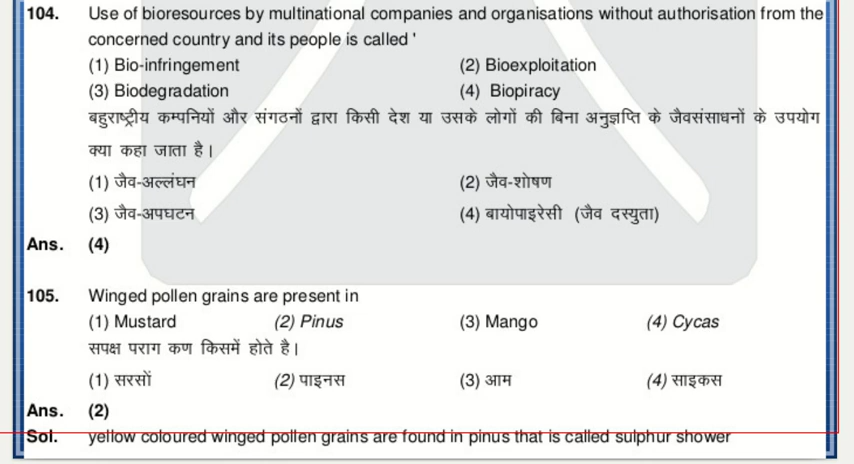 104. Use of bioresources by multinational companies and organisations without authorisation from the
concerned country and its people is called '
(1) Bio-infringement (2) Bioexploitation
(3) Biodegradation (4) Biopiracy
बहुराष्ट्रीय कम्पनियों और संगठनों द्वारा किसी देश या उसके लोगों की बिना अनुज्ञप्ति के जैवसंसाधनों के उपयोग
क्या कहा जाता है।
(1) जैव-अल्लंघन (2) जैव-शोषण
(3) जैव-अपघटन (4) बायोपाइरेसी (जैव दस्युता)
Ans. (4)
105. Winged pollen grains are present in
(1) Mustard (2) Pinus (3) Mango (4) Cycas
सपक्ष पराग कण किसमें होते है।
(1) सरसों (2) पाइनस (3) आम (4) साइकस
Ans. (2)
Sol. yellow coloured winged pollen grains are found in pinus that is called sulphur shower